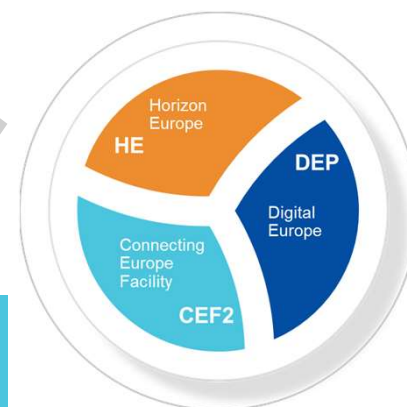 Horizon
Europe
HE
DEP
Digital
Europe
Connecting
Europe
Facility
CEF2